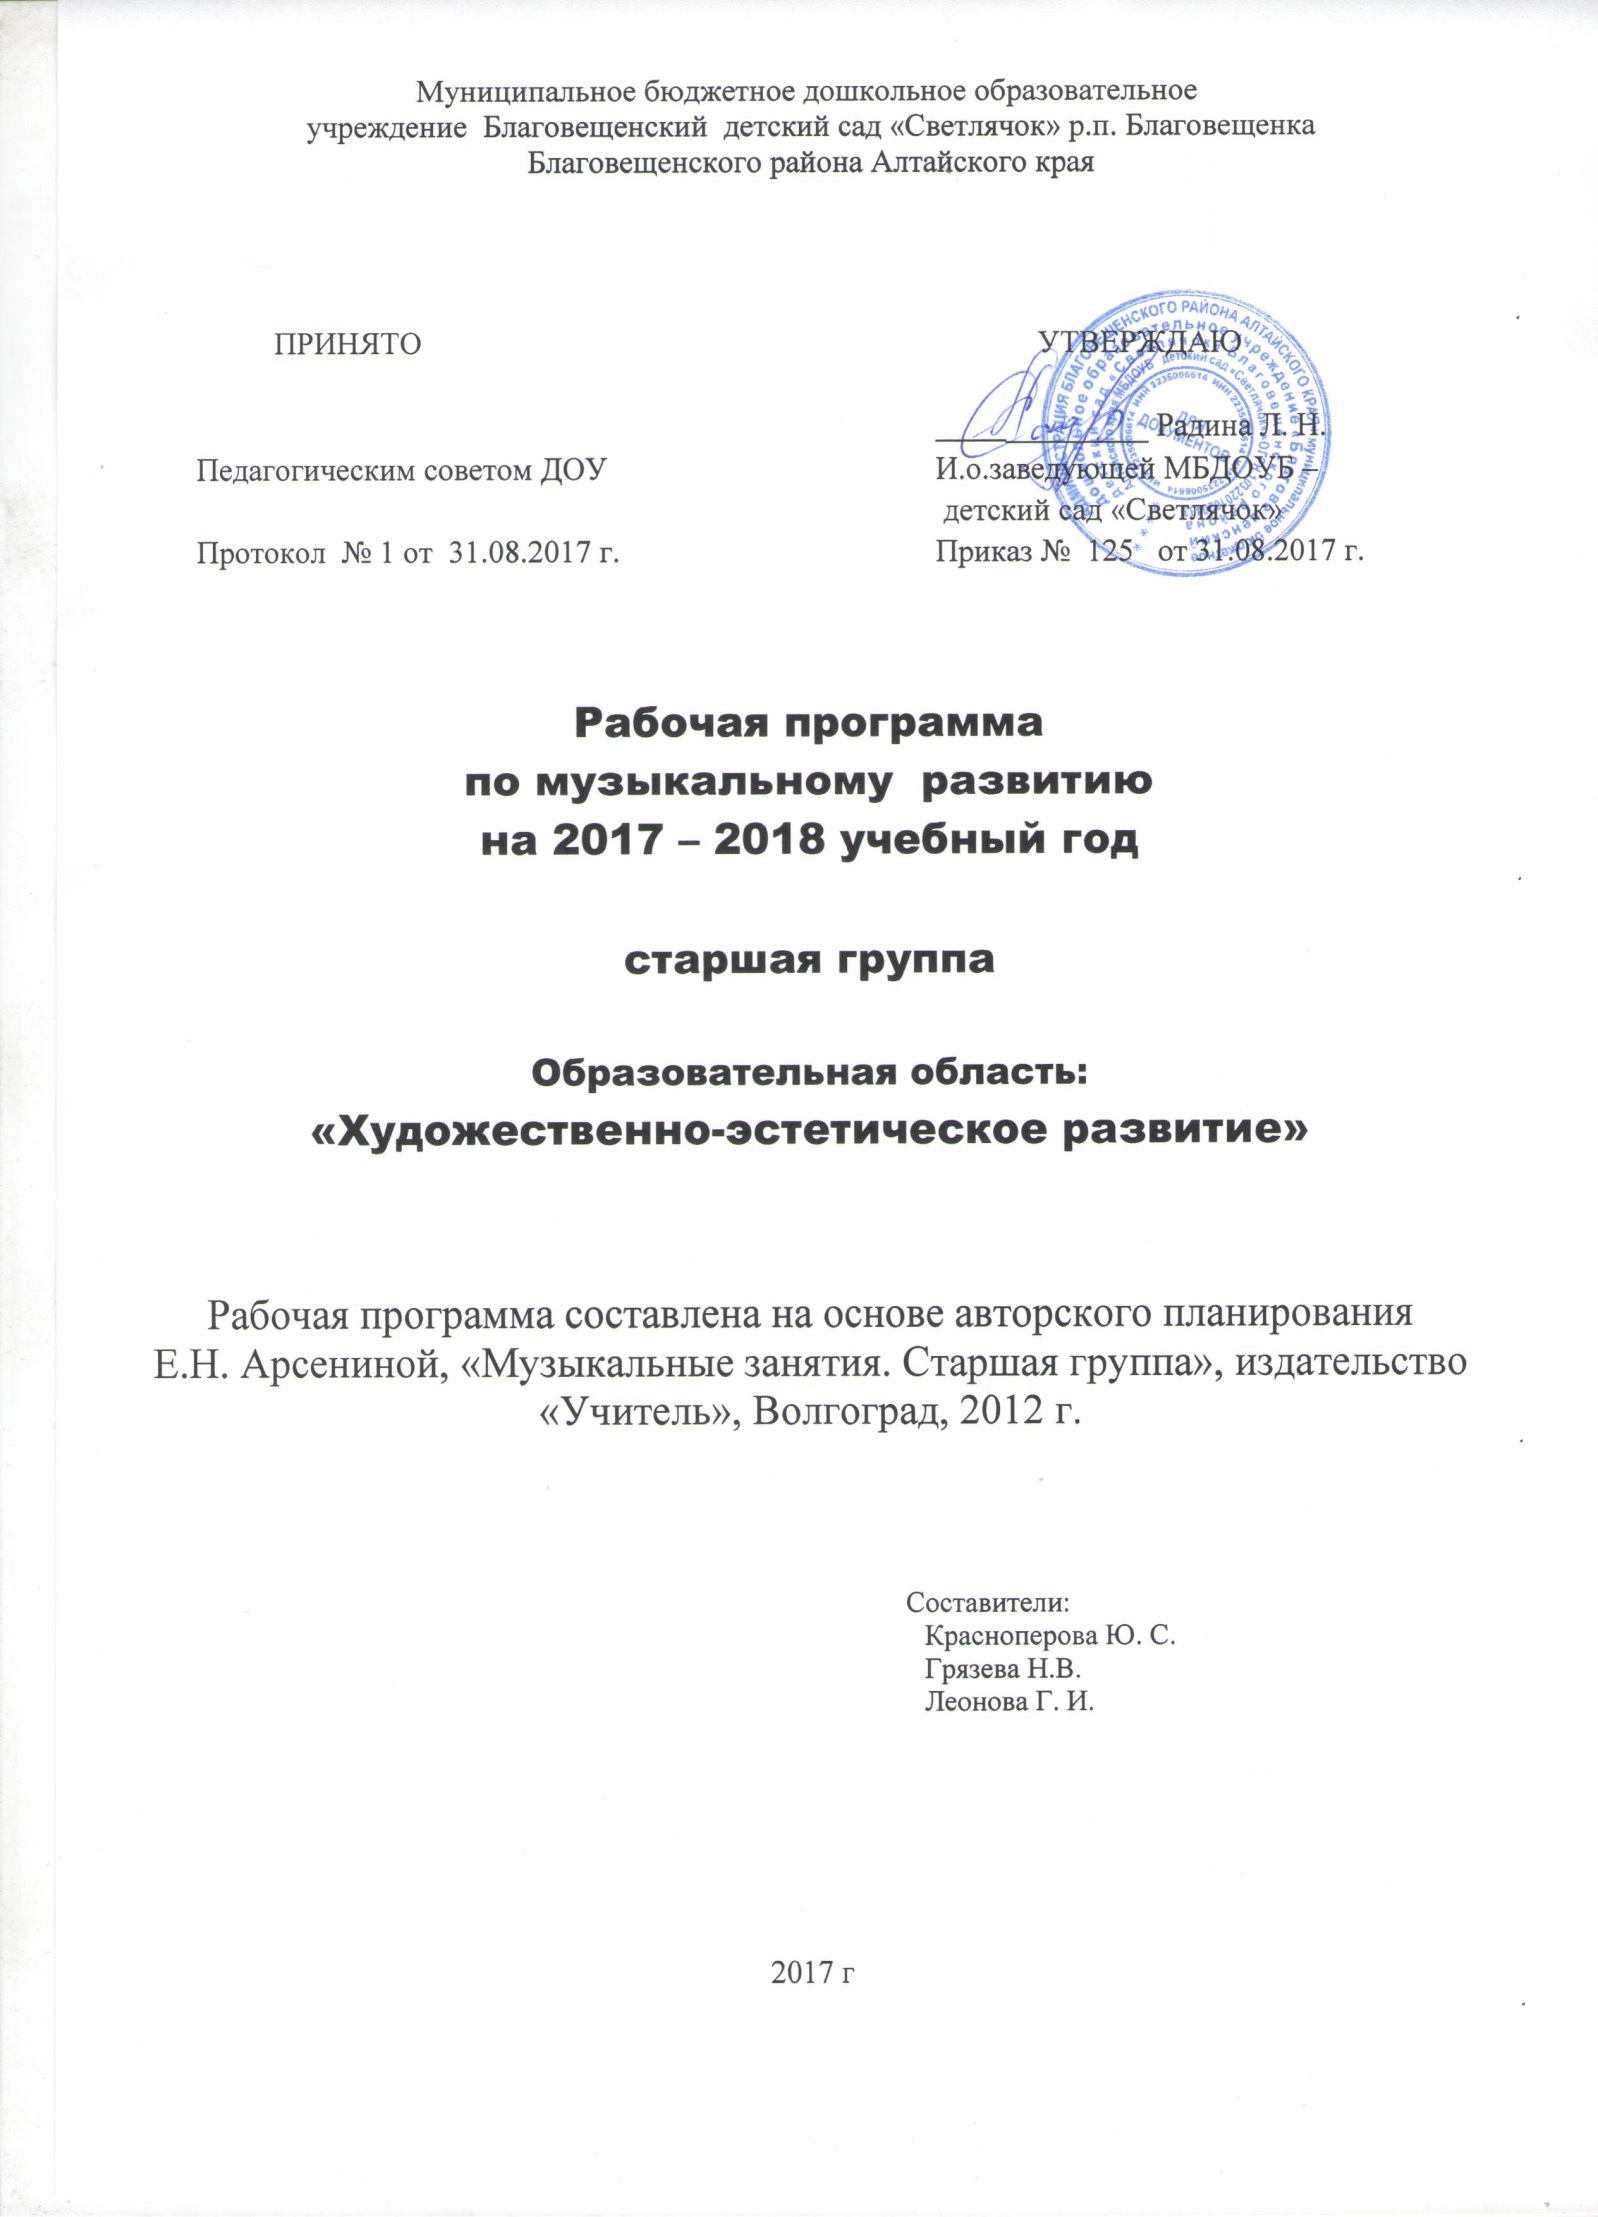 Муниципальное бюджетное дошкольное образовательное
учреждение Благовещенский детский сад «Светлячок» р.п. Благовещенка
Благовещенского района Алтайского края
ПРИНЯТО
Педагогическим советом ДОУ
Протокол № 1 от 31.08.2017 г.
УТВЕРЖДАЮ
Радина Л. Н.
И.о.заведующей МБДОУБ –
детский сад «Светлячок»
Приказ № 125 от 31.08.2017 г.
ДЛЯ
ДОКУМЕНТОВ
Рабочая программа
по музыкальному развитию
на 2017 – 2018 учебный год
старшая группа
Образовательная область:
«Художественно-эстетическое развитие»
Рабочая программа составлена на основе авторского планирования
Е.Н. Арсениной, «Музыкальные занятия. Старшая группа», издательство
«Учитель», Волгоград, 2012 г.
Составители:
Красноперова Ю. С.
Грязева Н.В.
Леонова Г. И.
2017 г